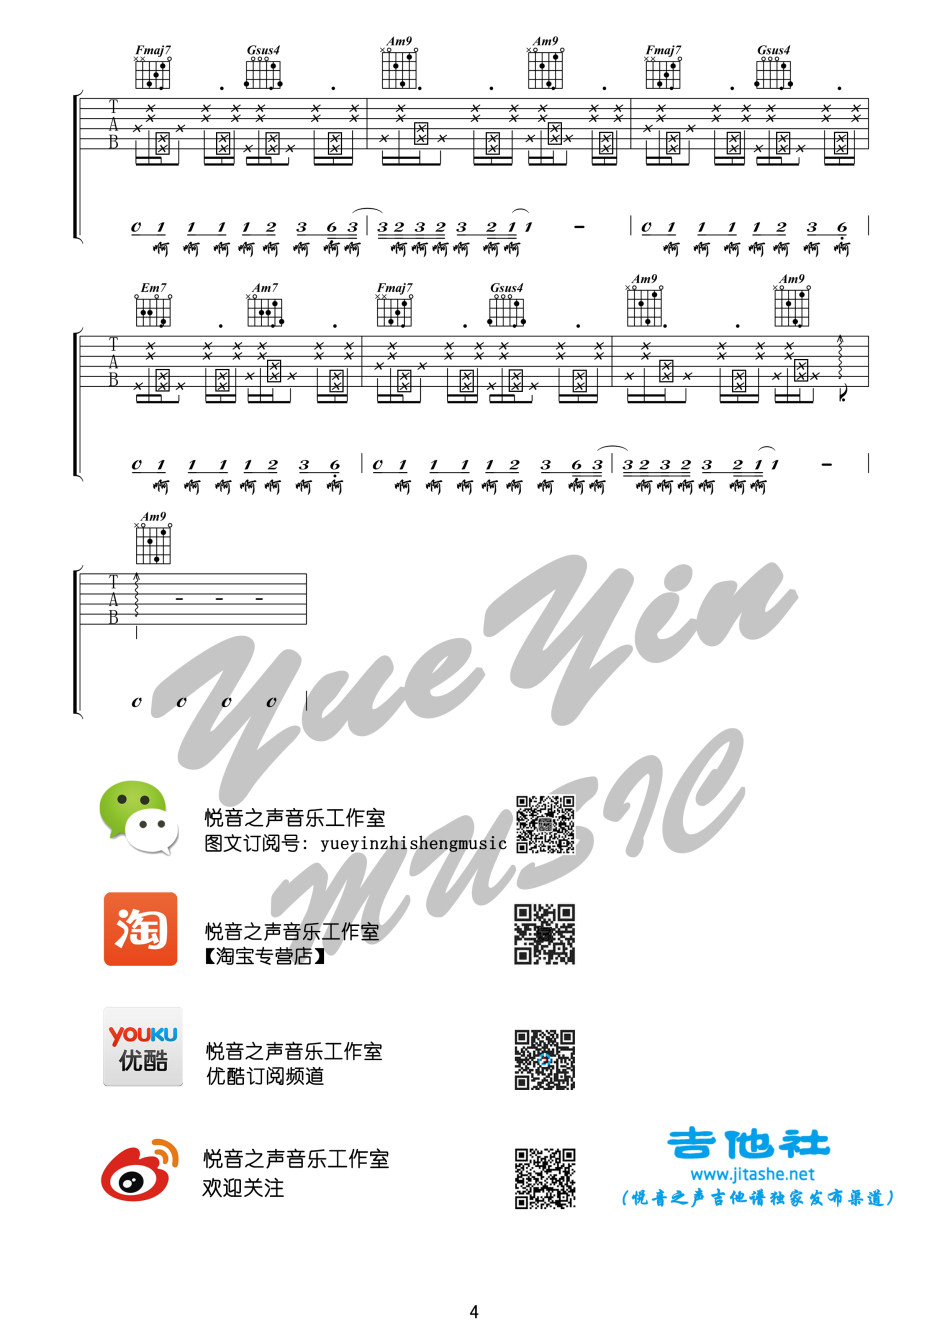 Fmaj7 Gsus4 Am9 Am9 Fmaj7 Gsus4
T
A
B
0 1 1 1 1 2 3 6 3 3 2 3 2 3 2 1 1 - 0 1 1 1 1 2 3 6
啊 啊 啊 啊 啊 啊 啊 啊 啊 啊 啊 啊 啊 啊 啊 啊 啊 啊 啊 啊
Em7 Am7 Fmaj7 Gsus4 Am9 Am9
T
A
B
0 1 1 1 1 2 3 6 0 1 1 1 1 2 3 6 3 3 2 3 2 3 2 1 1 -
啊 啊 啊 啊 啊 啊 啊 啊 啊 啊 啊 啊 啊 啊 啊 啊 啊 啊 啊 啊
Am9
T
A
B
0 0 0 0
YueYin
MUSIC
悦音之声音乐工作室
图文订阅号: yueyinzhishengmusic
淘
悦音之声音乐工作室
【淘宝专营店】
YOUKU
优酷
悦音之声音乐工作室
优酷订阅频道
悦音之声音乐工作室
欢迎关注
吉他社
www.jitashe.net
(悦音之声吉他谱独家发布渠道)
4